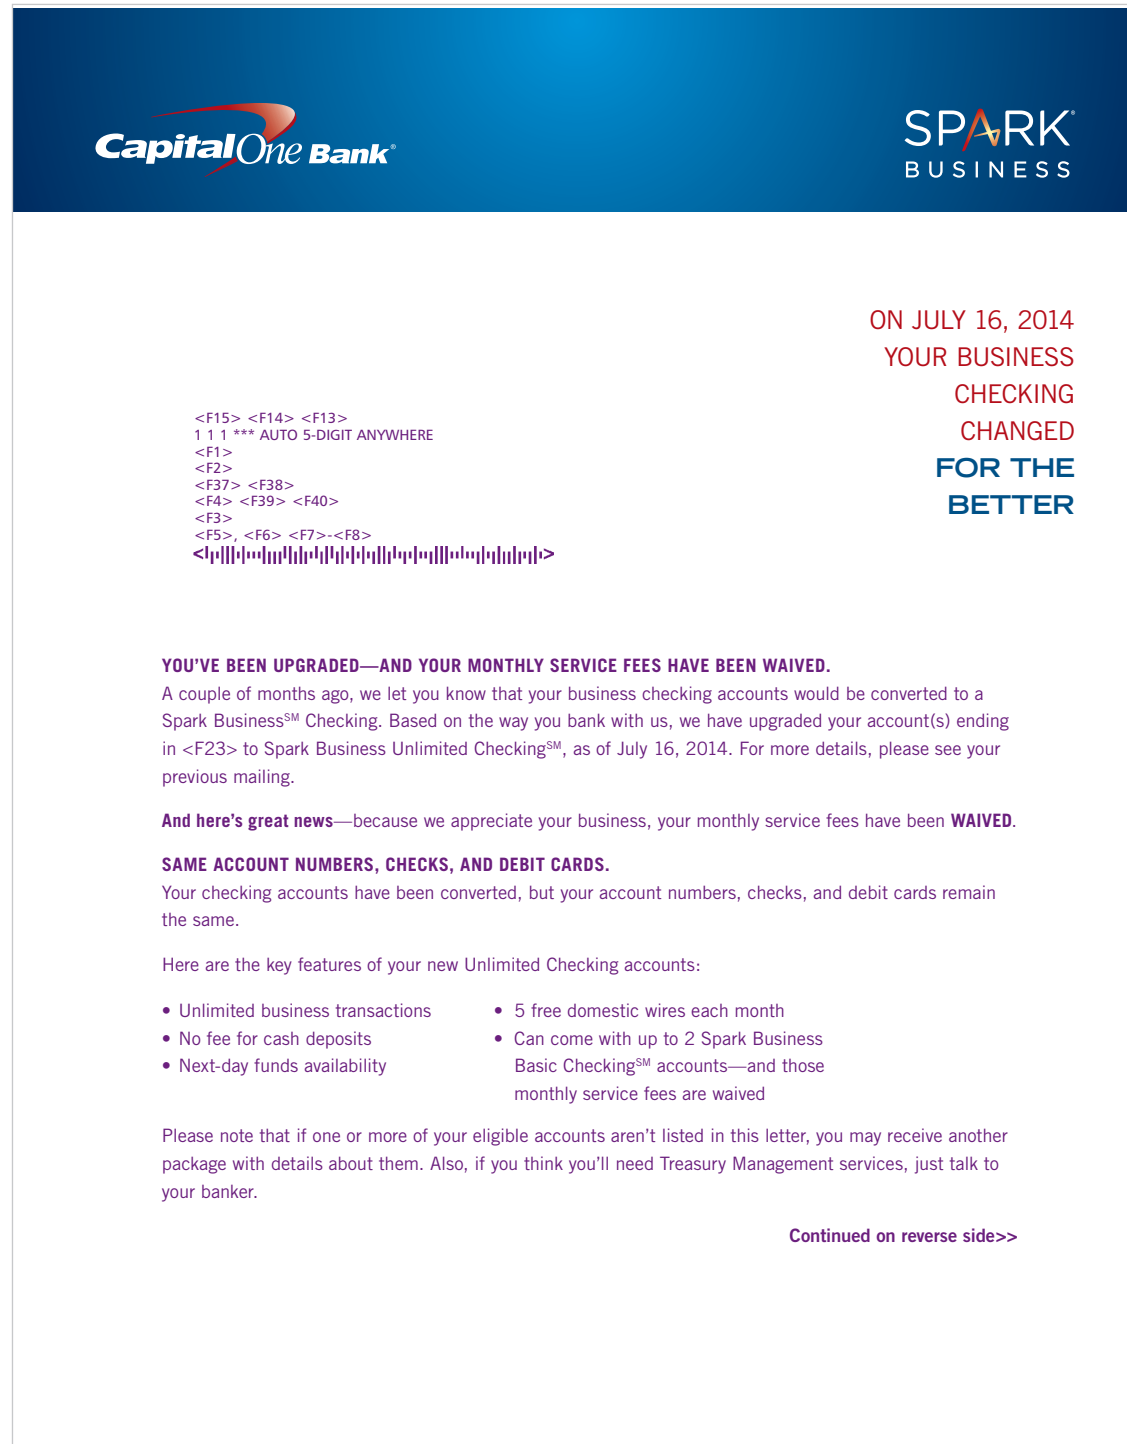 CapitalOne Bank®
SPARK®
BUSINESS
ON JULY 16, 2014
YOUR BUSINESS
CHECKING
CHANGED
FOR THE
BETTER
<F15> <F14> <F13>
1 1 1 *** AUTO 5-DIGIT ANYWHERE
<F1>
<F2>
<F37> <F38>
<F4> <F39> <F40>
<F3>
<F5>, <F6> <F7>-<F8>
YOU’VE BEEN UPGRADED—AND YOUR MONTHLY SERVICE FEES HAVE BEEN WAIVED.
A couple of months ago, we let you know that your business checking accounts would be converted to a
Spark Business℠ Checking. Based on the way you bank with us, we have upgraded your account(s) ending
in <F23> to Spark Business Unlimited Checking℠, as of July 16, 2014. For more details, please see your
previous mailing.
And here’s great news—because we appreciate your business, your monthly service fees have been WAIVED.
SAME ACCOUNT NUMBERS, CHECKS, AND DEBIT CARDS.
Your checking accounts have been converted, but your account numbers, checks, and debit cards remain
the same.
Here are the key features of your new Unlimited Checking accounts:
• Unlimited business transactions
• No fee for cash deposits
• Next-day funds availability
• 5 free domestic wires each month
• Can come with up to 2 Spark Business
Basic Checking℠ accounts—and those
monthly service fees are waived
Please note that if one or more of your eligible accounts aren’t listed in this letter, you may receive another
package with details about them. Also, if you think you’ll need Treasury Management services, just talk to
your banker.
Continued on reverse side>>